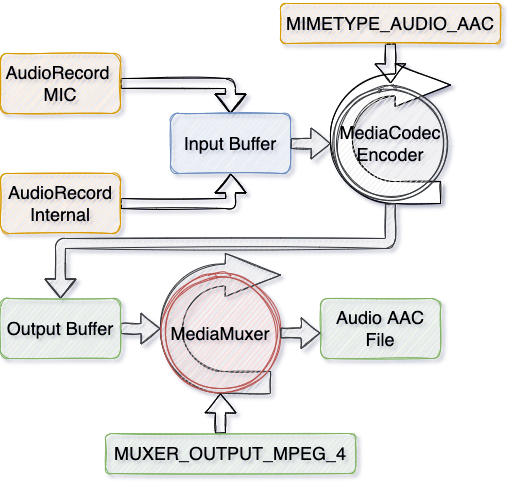 MIMETYPE_AUDIO_AAC
AudioRecord
MIC
Input Buffer
MediaCodec
Encoder
AudioRecord
Internal
Output Buffer
MediaMuxer
Audio AAC
File
MUXER_OUTPUT_MPEG_4